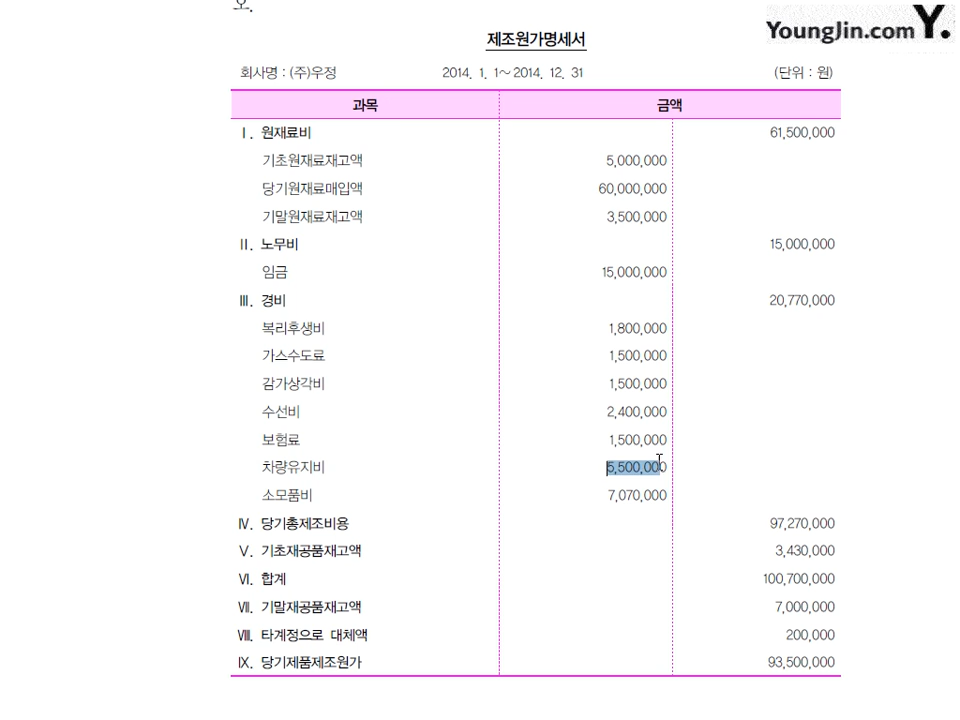 오.
YoungJin.com Y.
제조원가명세서
회사명 : (주)우정 2014. 1. 1~ 2014. 12. 31 (단위 : 원)
과목 금액
Ⅰ. 원재료비 61,500,000
기초원재료재고액 5,000,000
당기원재료매입액 60,000,000
기말원재료재고액 3,500,000
Ⅱ. 노무비 15,000,000
임금 15,000,000
Ⅲ. 경비 20,770,000
복리후생비 1,800,000
가스수도료 1,500,000
감가상각비 1,500,000
수선비 2,400,000
보험료 1,500,000
차량유지비 5,500,000
소모품비 7,070,000
Ⅳ. 당기총제조비용 97,270,000
Ⅴ. 기초재공품재고액 3,430,000
Ⅵ. 합계 100,700,000
Ⅶ. 기말재공품재고액 7,000,000
Ⅷ. 타계정으로 대체액 200,000
Ⅸ. 당기제품제조원가 93,500,000